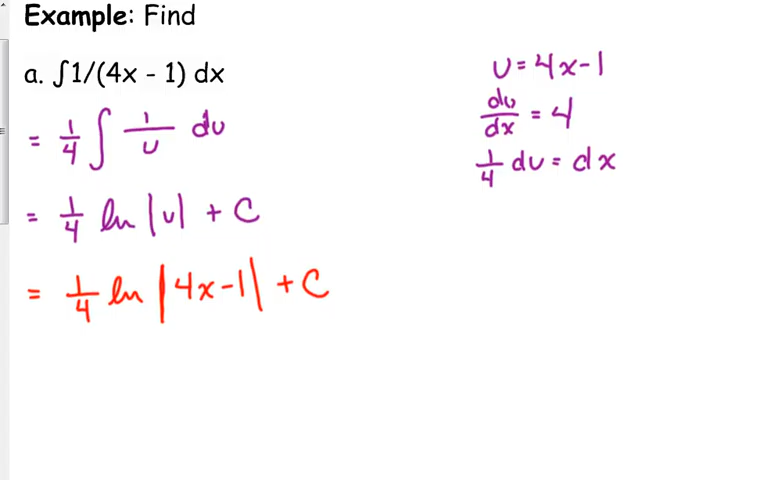 Example: Find
a. ∫1/(4x - 1) dx
= 1/4 ∫ 1/u du
= 1/4 ln |u| + C
= 1/4 ln |4x-1| + C
u = 4x-1
du/dx = 4
1/4 du = dx